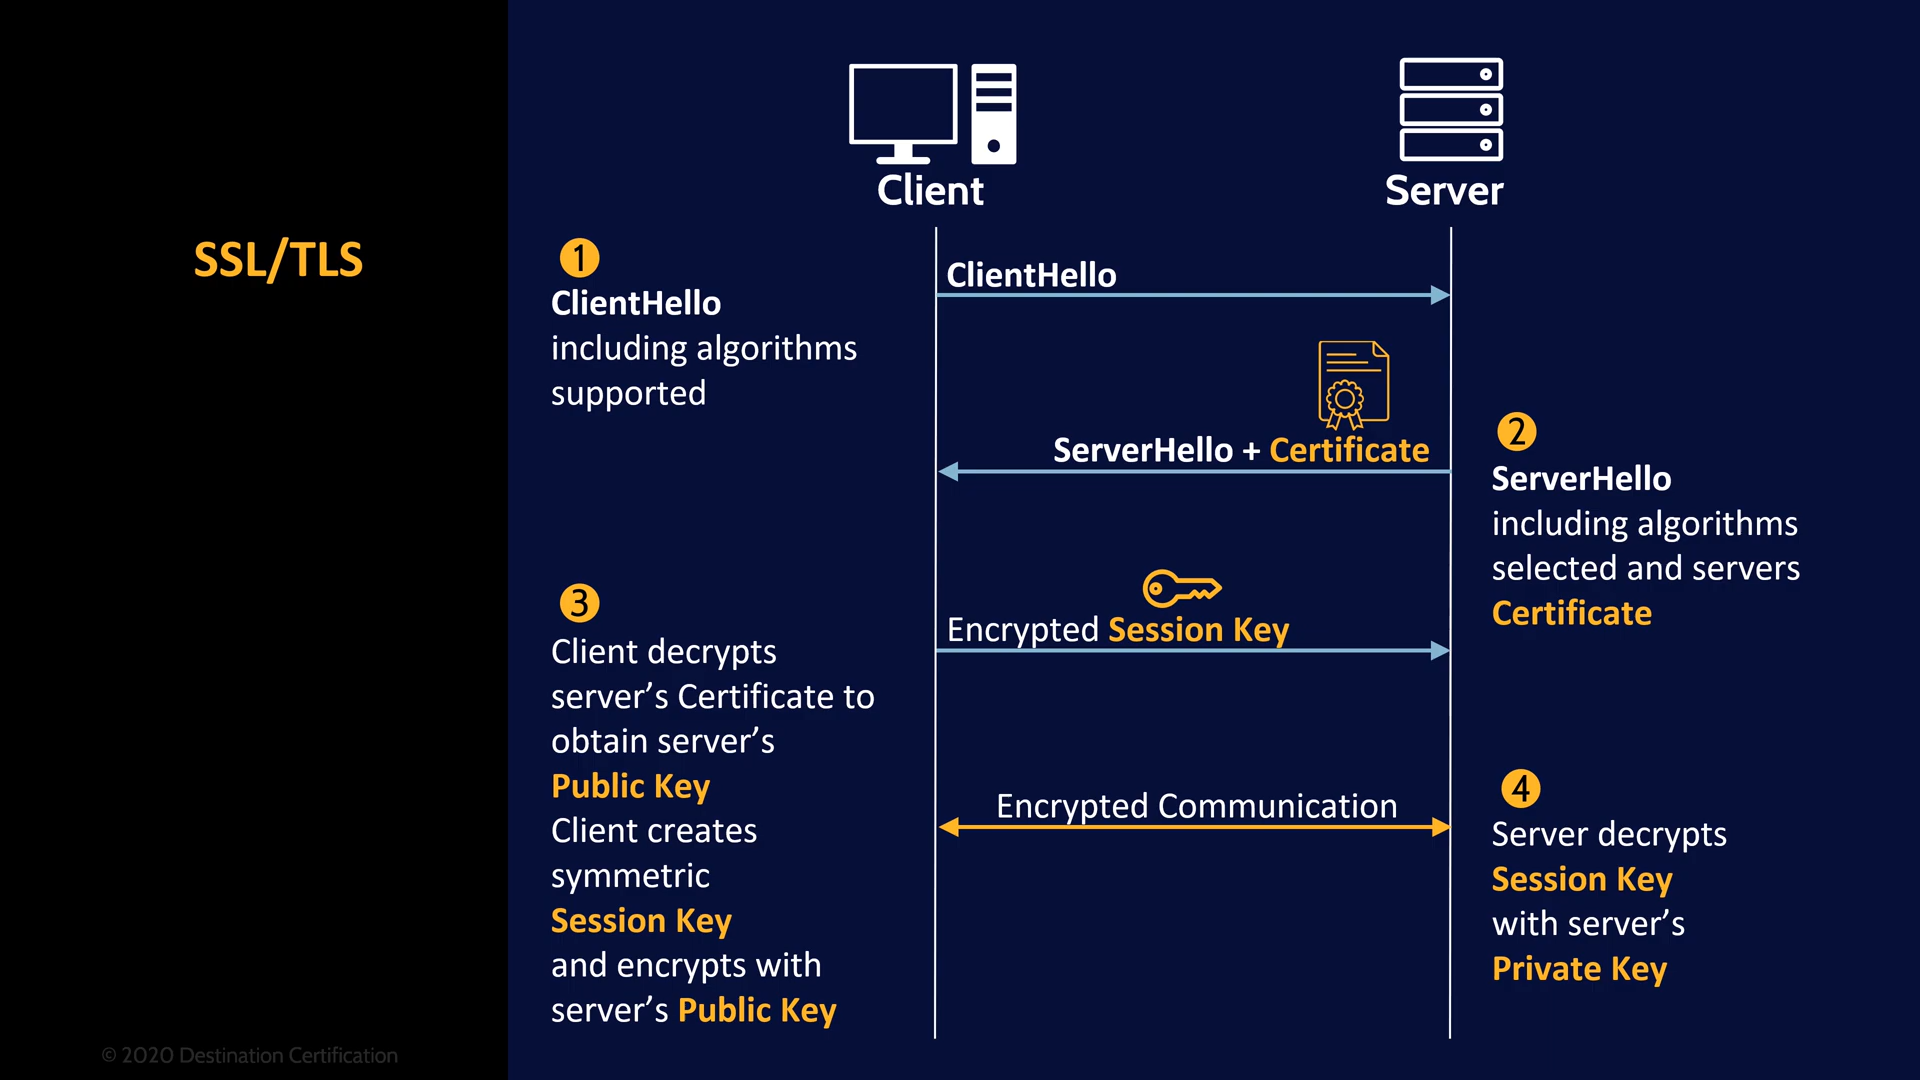 SSL/TLS
Client
Server
1
ClientHello
including algorithms
supported
ClientHello
ServerHello + Certificate
2
ServerHello
including algorithms
selected and servers
Certificate
3
Client decrypts
server’s Certificate to
obtain server’s
Public Key
Client creates
symmetric
Session Key
and encrypts with
server’s Public Key
Encrypted Session Key
Encrypted Communication
4
Server decrypts
Session Key
with server’s
Private Key
© 2020 Destination Certification